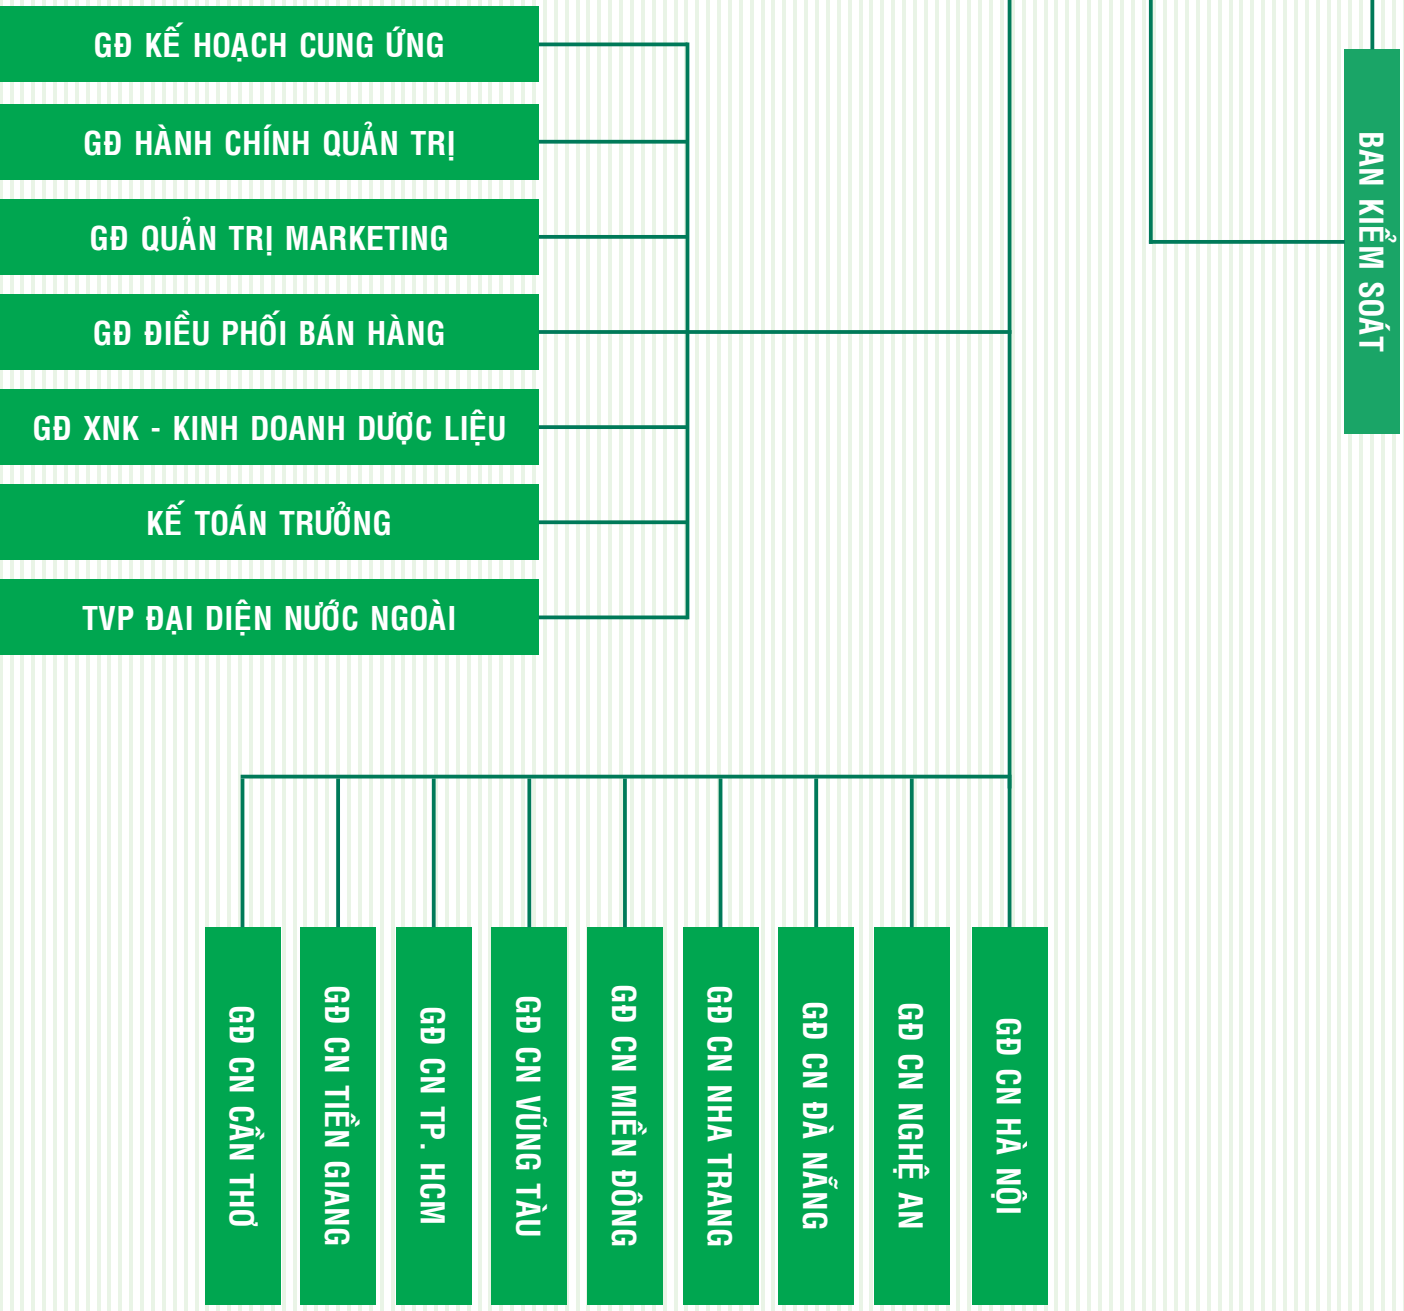 GĐ KẾ HOẠCH CUNG ỨNG
GĐ HÀNH CHÍNH QUẢN TRỊ
GĐ QUẢN TRỊ MARKETING
GĐ ĐIỀU PHỐI BÁN HÀNG
GĐ XNK - KINH DOANH DƯỢC LIỆU
KẾ TOÁN TRƯỞNG
TVP ĐẠI DIỆN NƯỚC NGOÀI
BAN KIỂM SOÁT
GĐ CN CẦN THƠ
GĐ CN TIỀN GIANG
GĐ CN TP. HCM
GĐ CN VŨNG TÀU
GĐ CN MIỀN ĐÔNG
GĐ CN NHA TRANG
GĐ CN ĐÀ NẴNG
GĐ CN NGHỆ AN
GĐ CN HÀ NỘI